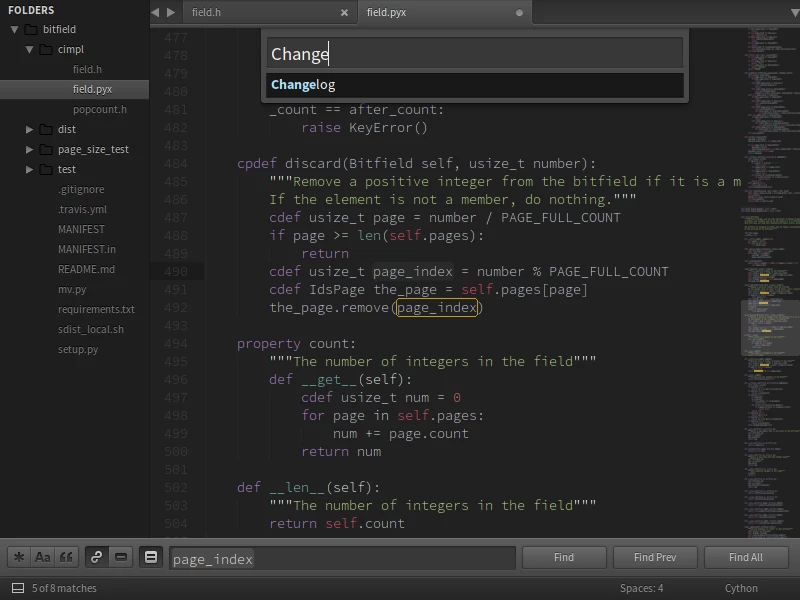 FOLDERS
bitfield
cimpl
field.h
field.pyx
popcount.h
dist
page_size_test
test
.gitignore
.travis.yml
MANIFEST
MANIFEST.in
README.md
mv.py
requirements.txt
sdist_local.sh
setup.py
field.h
field.pyx
Change
Changelog
477
478
479
480
481 _count == after_count:
482 raise KeyError()
483
484 cpdef discard(Bitfield self, usize_t number):
485 """Remove a positive integer from the bitfield if it is a m
486 If the element is not a member, do nothing."""
487 cdef usize_t page = number / PAGE_FULL_COUNT
488 if page >= len(self.pages):
489 return
490 cdef usize_t page_index = number % PAGE_FULL_COUNT
491 cdef IdsPage the_page = self.pages[page]
492 the_page.remove(page_index)
493
494 property count:
495 """The number of integers in the field"""
496 def __get__(self):
497 cdef usize_t num = 0
498 for page in self.pages:
499 num += page.count
500 return num
501
502 def __len__(self):
503 """The number of integers in the field"""
504 return self.count
Aa page_index Find Find Prev Find All
5 of 8 matches Spaces: 4 Cython